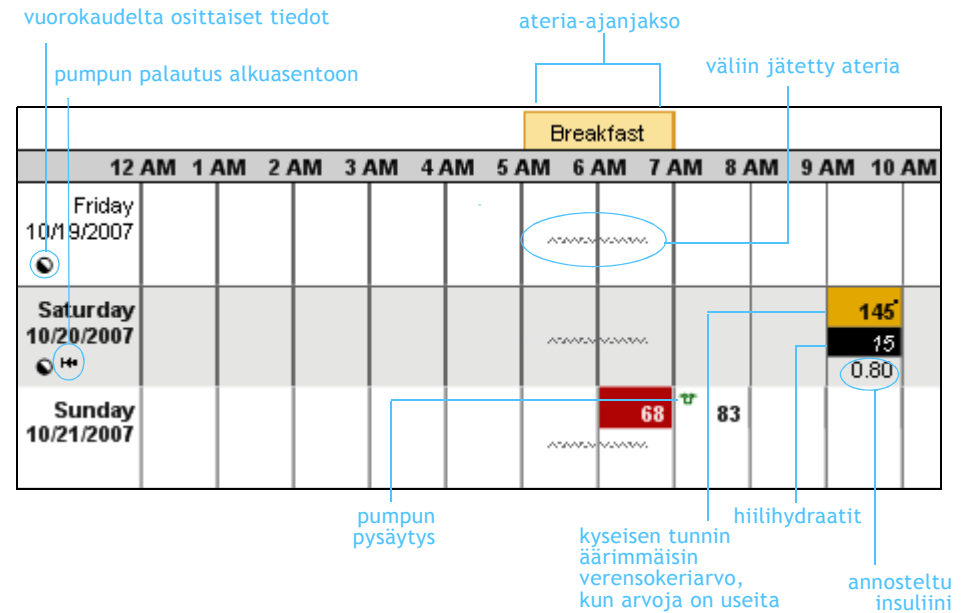 vuorokaudelta osittaiset tiedot
ateria-ajanjakso
pumpun palautus alkuasentoon
väliin jätetty ateria
Breakfast
12 AM 1 AM 2 AM 3 AM 4 AM 5 AM 6 AM 7 AM 8 AM 9 AM 10 AM
Friday
10/19/2007
Saturday
10/20/2007
145
15
0.80
Sunday
10/21/2007
68
83
pumpun
pysäytys
kyseisen tunnin
äärimmäisin
verensokeriarvo,
kun arvoja on useita
hiilihydraatit
annosteltu
insuliini